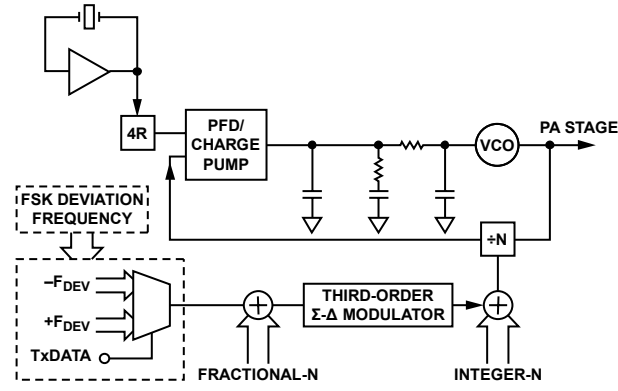 4R
PFD/
CHARGE
PUMP
VCO
PA STAGE
FSK DEVIATION
FREQUENCY
÷N
–FDEV
+FDEV
TxDATA
THIRD-ORDER
Σ-Δ MODULATOR
FRACTIONAL-N
INTEGER-N